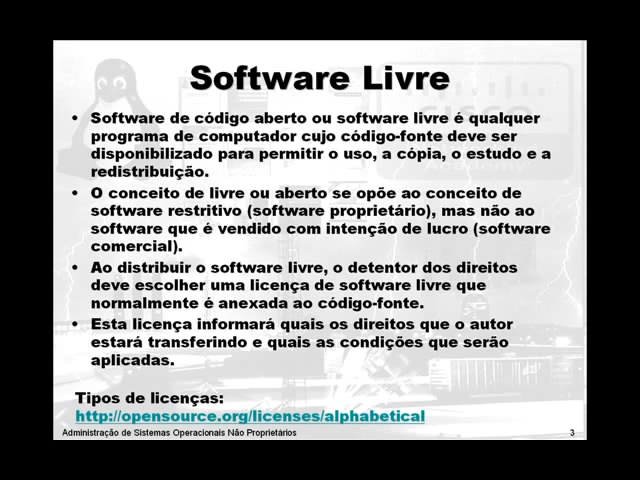 Software Livre
• Software de código aberto ou software livre é qualquer
programa de computador cujo código-fonte deve ser
disponibilizado para permitir o uso, a cópia, o estudo e a
redistribuição.
• O conceito de livre ou aberto se opõe ao conceito de
software restritivo (software proprietário), mas não ao
software que é vendido com intenção de lucro (software
comercial).
• Ao distribuir o software livre, o detentor dos direitos
deve escolher uma licença de software livre que
normalmente é anexada ao código-fonte.
• Esta licença informará quais os direitos que o autor
estará transferindo e quais as condições que serão
aplicadas.
Tipos de licenças:
http://opensource.org/licenses/alphabetical
Administração de Sistemas Operacionais Não Proprietários
3